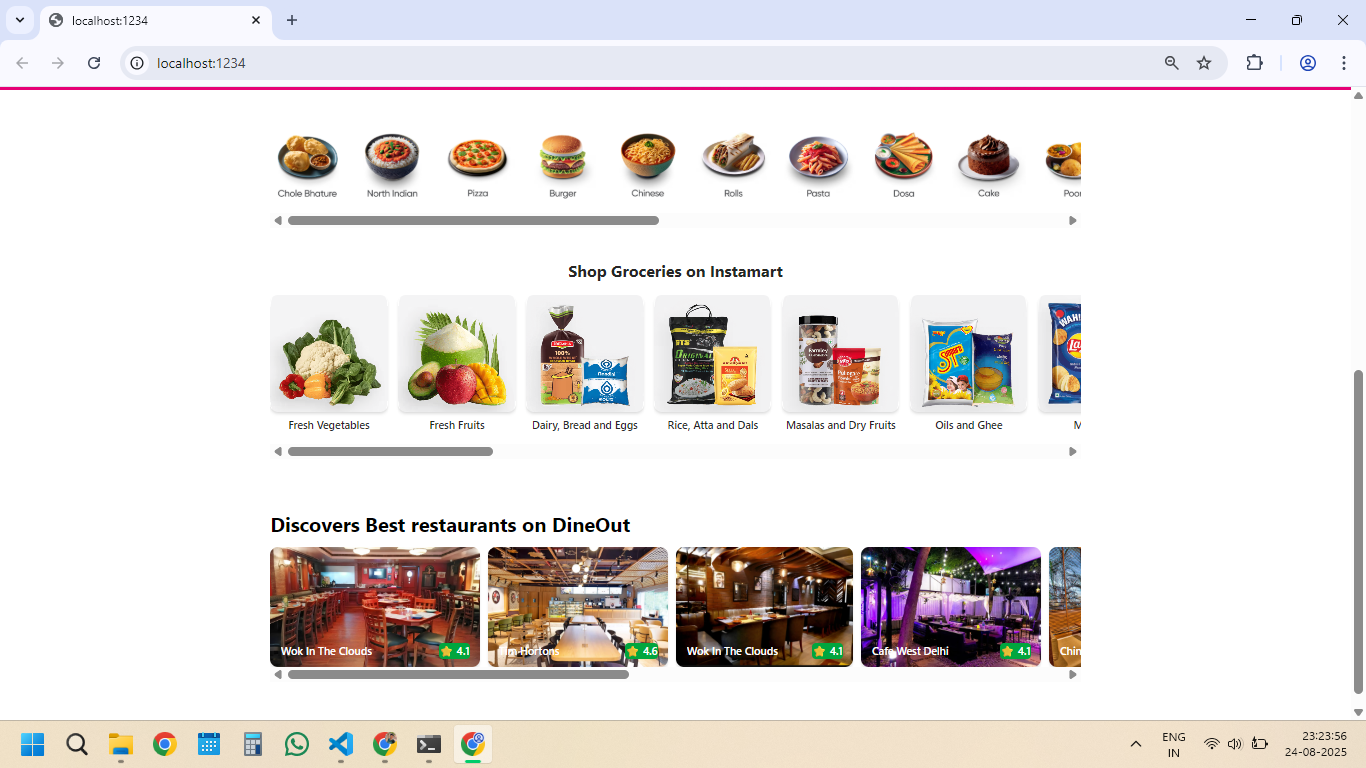 localhost:1234
localhost:1234
Chole Bhature North Indian Pizza Burger Chinese Rolls Pasta Dosa Cake Poor
Shop Groceries on Instamart
Fresh Vegetables Fresh Fruits Dairy, Bread and Eggs Rice, Atta and Dals Masalas and Dry Fruits Oils and Ghee M
Discovers Best restaurants on DineOut
Wok In The Clouds 4.1 Tim Hortons 4.6 Wok In The Clouds 4.1 Cafe West Delhi 4.1 Chin
ENG
IN
23:23:56
24-08-2025